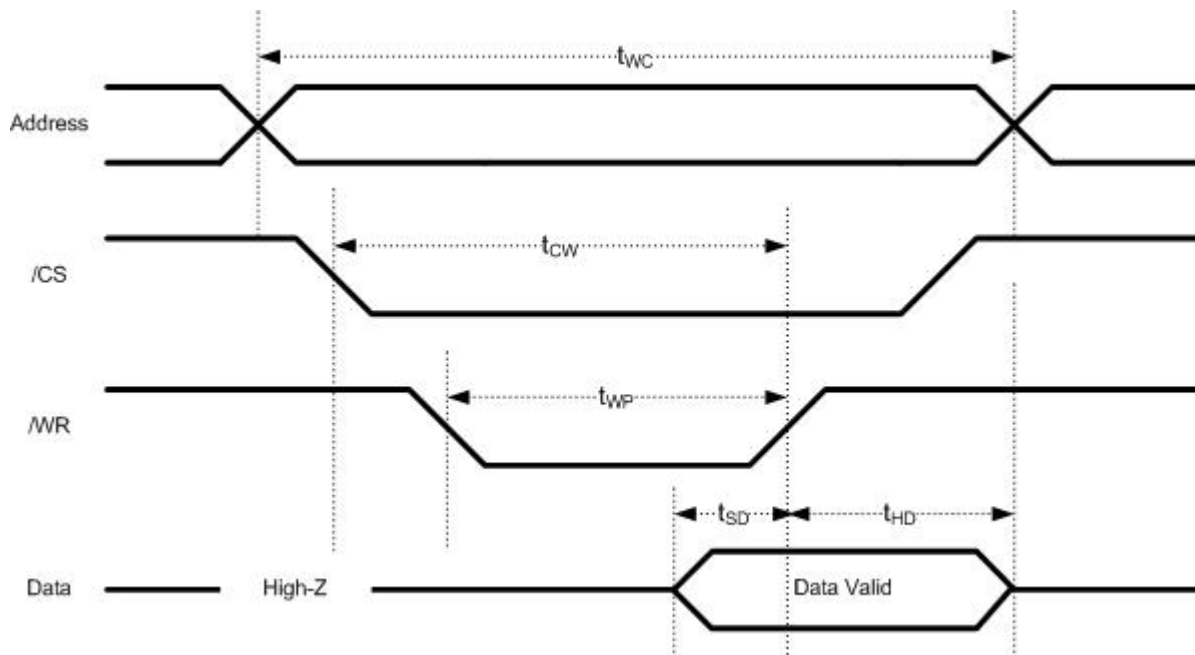 tWC
Address
tCW
/CS
tWP
/WR
tSD tHD
Data High-Z Data Valid